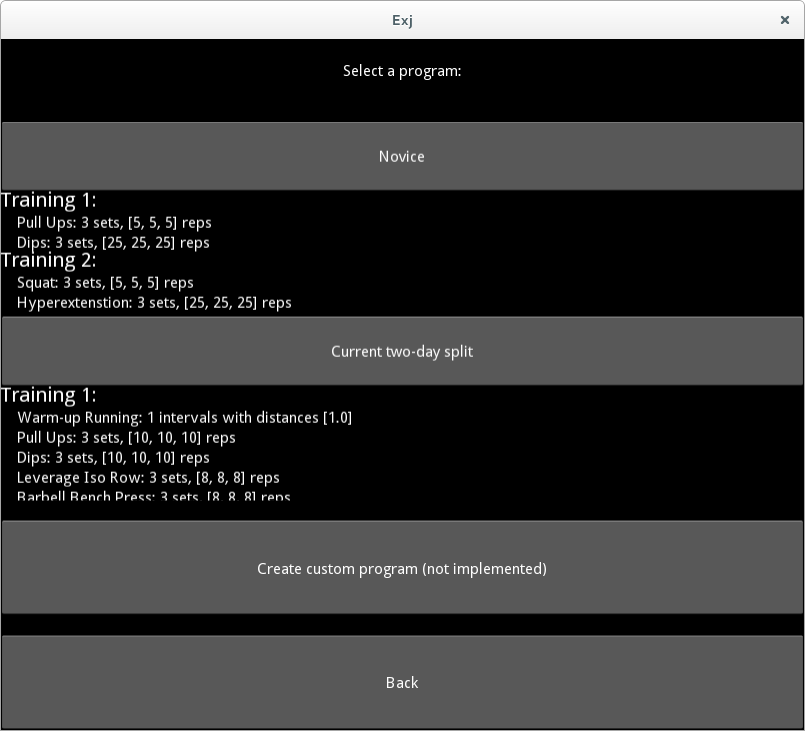 Exj
Select a program:
Novice
Training 1:
Pull Ups: 3 sets, [5, 5, 5] reps
Dips: 3 sets, [25, 25, 25] reps
Training 2:
Squat: 3 sets, [5, 5, 5] reps
Hyperextenstion: 3 sets, [25, 25, 25] reps
Current two-day split
Training 1:
Warm-up Running: 1 intervals with distances [1.0]
Pull Ups: 3 sets, [10, 10, 10] reps
Dips: 3 sets, [10, 10, 10] reps
Leverage Iso Row: 3 sets, [8, 8, 8] reps
Barbell Bench Press: 3 sets, [8, 8, 8] reps
Create custom program (not implemented)
Back